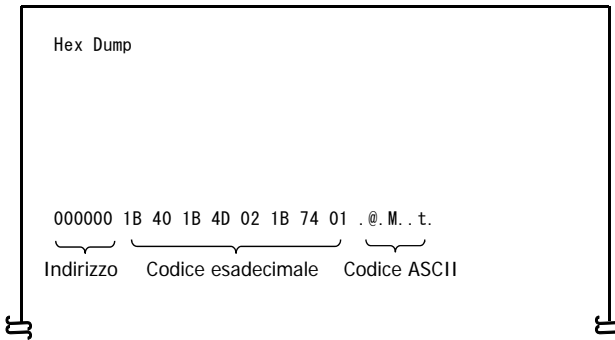 Hex Dump
000000 1B 40 1B 4D 02 1B 74 01 .@.M..t.
Indirizzo Codice esadecimale Codice ASCII